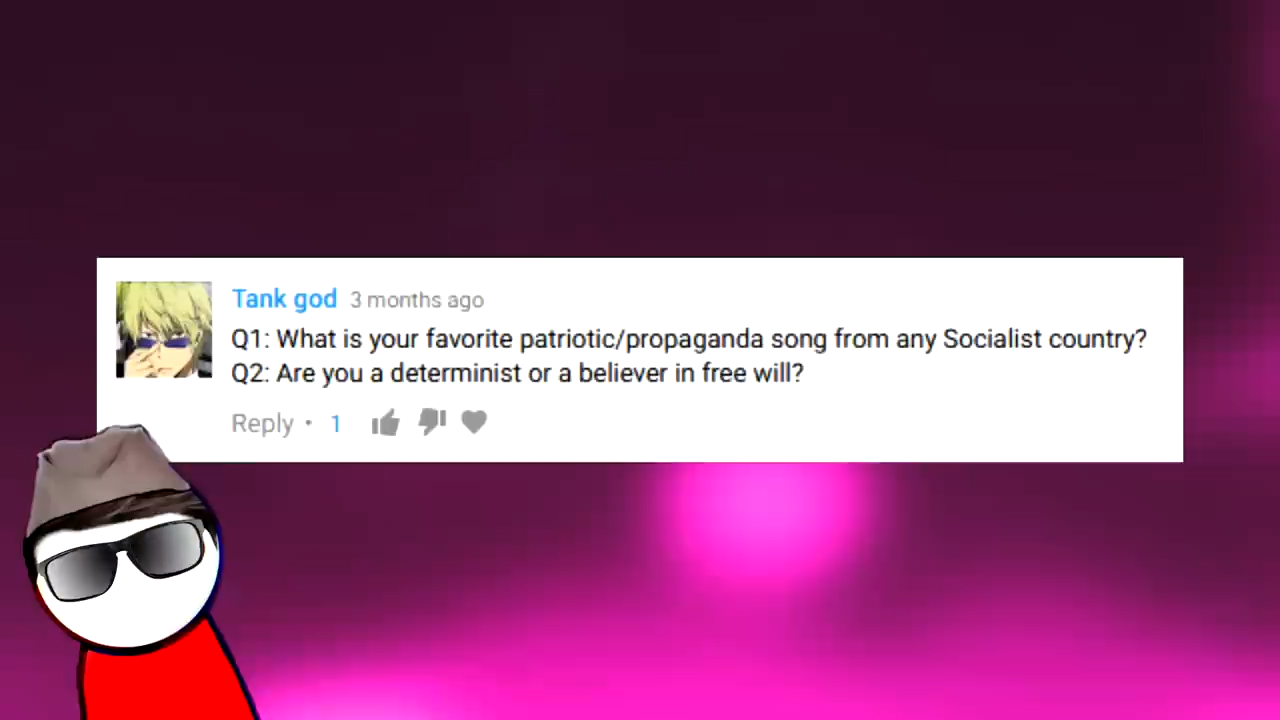 Tank god 3 months ago
Q1: What is your favorite patriotic/propaganda song from any Socialist country?
Q2: Are you a determinist or a believer in free will?
Reply • 1